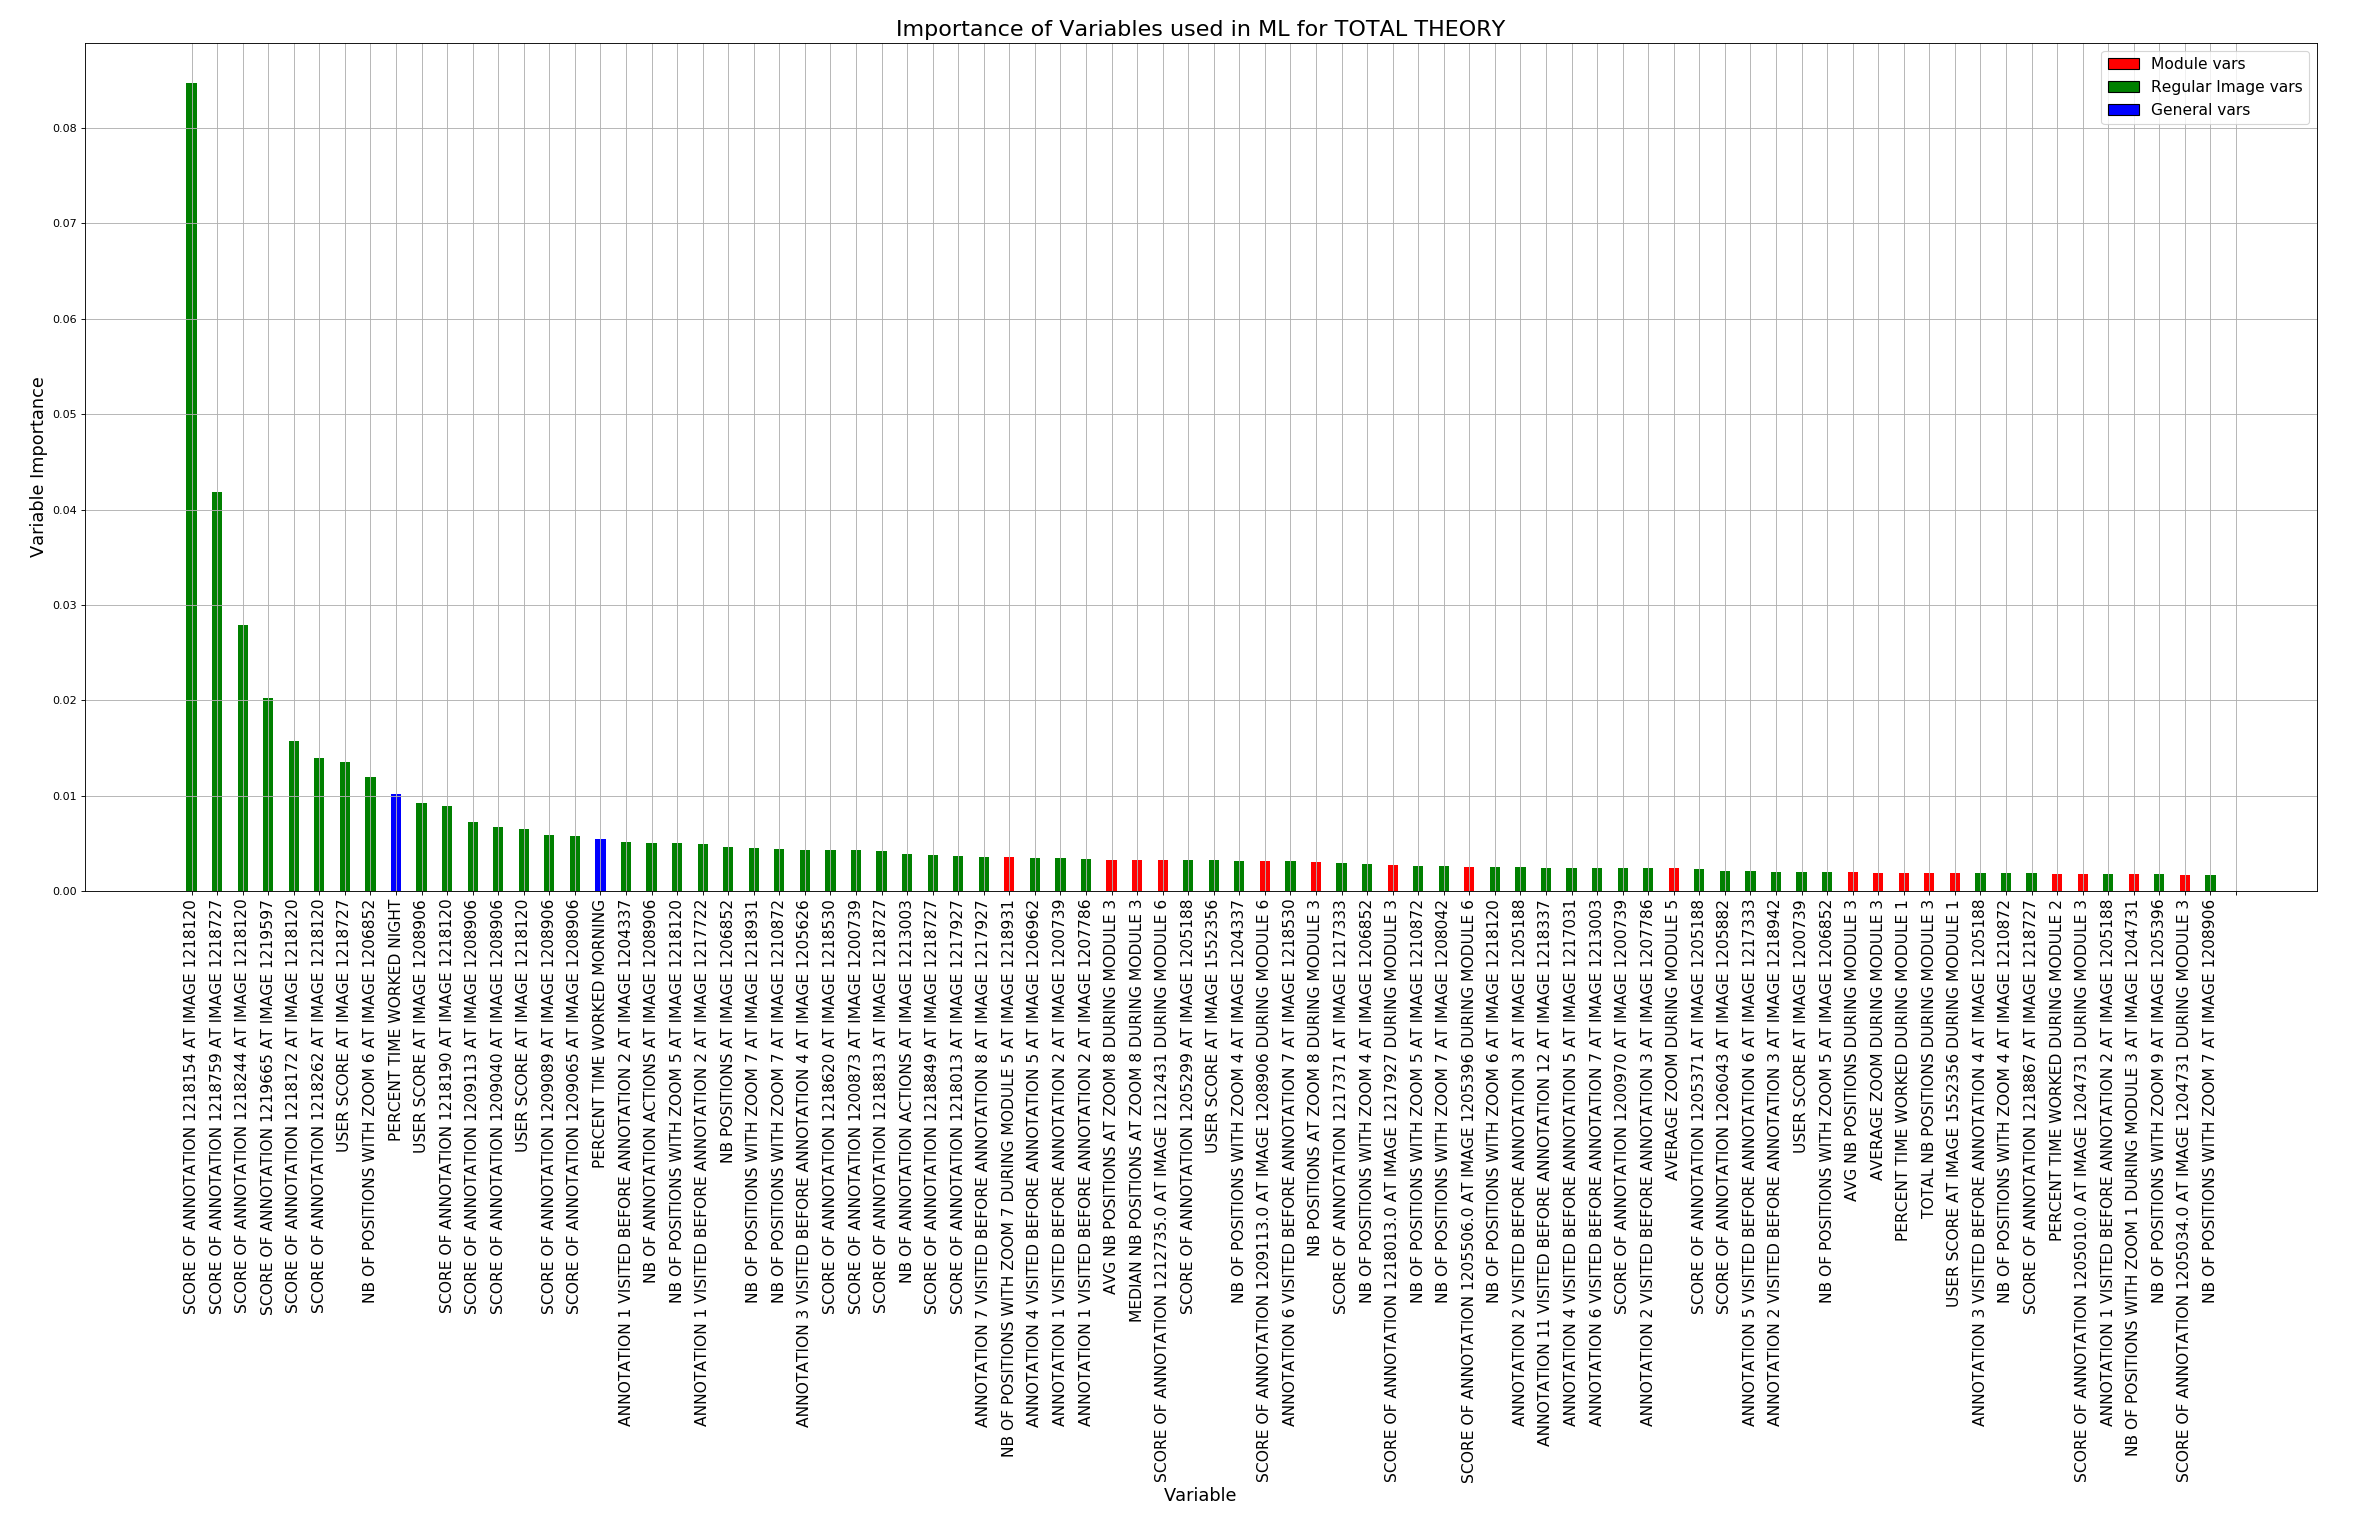 Importance of Variables used in ML for TOTAL THEORY
Module vars
Regular Image vars
General vars
Variable Importance
0.08
0.07
0.06
0.05
0.04
0.03
0.02
0.01
0.00
SCORE OF ANNOTATION 1218154 AT IMAGE 1218120
SCORE OF ANNOTATION 1218759 AT IMAGE 1218727
SCORE OF ANNOTATION 1218244 AT IMAGE 1218120
SCORE OF ANNOTATION 1219665 AT IMAGE 1219597
SCORE OF ANNOTATION 1218172 AT IMAGE 1218120
SCORE OF ANNOTATION 1218262 AT IMAGE 1218120
USER SCORE AT IMAGE 1218727
NB OF POSITIONS WITH ZOOM 6 AT IMAGE 1206852
PERCENT TIME WORKED NIGHT
USER SCORE AT IMAGE 1208906
SCORE OF ANNOTATION 1218190 AT IMAGE 1218120
SCORE OF ANNOTATION 1209113 AT IMAGE 1208906
SCORE OF ANNOTATION 1209040 AT IMAGE 1208906
USER SCORE AT IMAGE 1218120
SCORE OF ANNOTATION 1209089 AT IMAGE 1208906
SCORE OF ANNOTATION 1209065 AT IMAGE 1208906
PERCENT TIME WORKED MORNING
ANNOTATION 1 VISITED BEFORE ANNOTATION 2 AT IMAGE 1204337
NB OF ANNOTATION ACTIONS AT IMAGE 1208906
NB OF POSITIONS WITH ZOOM 5 AT IMAGE 1218120
ANNOTATION 1 VISITED BEFORE ANNOTATION 2 AT IMAGE 1217722
NB POSITIONS AT IMAGE 1206852
NB OF POSITIONS WITH ZOOM 7 AT IMAGE 1218931
NB OF POSITIONS WITH ZOOM 7 AT IMAGE 1210872
ANNOTATION 3 VISITED BEFORE ANNOTATION 4 AT IMAGE 1205626
SCORE OF ANNOTATION 1218620 AT IMAGE 1218530
SCORE OF ANNOTATION 1200873 AT IMAGE 1200739
SCORE OF ANNOTATION 1218813 AT IMAGE 1218727
NB OF ANNOTATION ACTIONS AT IMAGE 1213003
SCORE OF ANNOTATION 1218849 AT IMAGE 1218727
SCORE OF ANNOTATION 1218013 AT IMAGE 1217927
ANNOTATION 7 VISITED BEFORE ANNOTATION 8 AT IMAGE 1217927
NB OF POSITIONS WITH ZOOM 7 DURING MODULE 5 AT IMAGE 1218931
ANNOTATION 4 VISITED BEFORE ANNOTATION 5 AT IMAGE 1206962
ANNOTATION 1 VISITED BEFORE ANNOTATION 2 AT IMAGE 1200739
ANNOTATION 1 VISITED BEFORE ANNOTATION 2 AT IMAGE 1207786
AVG NB POSITIONS AT ZOOM 8 DURING MODULE 3
MEDIAN NB POSITIONS AT ZOOM 8 DURING MODULE 3
SCORE OF ANNOTATION 1212735.0 AT IMAGE 1212431 DURING MODULE 6
SCORE OF ANNOTATION 1205299 AT IMAGE 1205188
USER SCORE AT IMAGE 1552356
NB OF POSITIONS WITH ZOOM 4 AT IMAGE 1204337
SCORE OF ANNOTATION 1209113.0 AT IMAGE 1208906 DURING MODULE 6
ANNOTATION 6 VISITED BEFORE ANNOTATION 7 AT IMAGE 1218530
NB POSITIONS AT ZOOM 8 DURING MODULE 3
SCORE OF ANNOTATION 1217371 AT IMAGE 1217333
NB OF POSITIONS WITH ZOOM 4 AT IMAGE 1206852
SCORE OF ANNOTATION 1218013.0 AT IMAGE 1217927 DURING MODULE 3
NB OF POSITIONS WITH ZOOM 5 AT IMAGE 1210872
NB OF POSITIONS WITH ZOOM 7 AT IMAGE 1208042
SCORE OF ANNOTATION 1205506.0 AT IMAGE 1205396 DURING MODULE 6
NB OF POSITIONS WITH ZOOM 6 AT IMAGE 1218120
ANNOTATION 2 VISITED BEFORE ANNOTATION 3 AT IMAGE 1205188
ANNOTATION 11 VISITED BEFORE ANNOTATION 12 AT IMAGE 1218337
ANNOTATION 4 VISITED BEFORE ANNOTATION 5 AT IMAGE 1217031
ANNOTATION 6 VISITED BEFORE ANNOTATION 7 AT IMAGE 1213003
SCORE OF ANNOTATION 1200970 AT IMAGE 1200739
ANNOTATION 2 VISITED BEFORE ANNOTATION 3 AT IMAGE 1207786
AVERAGE ZOOM DURING MODULE 5
SCORE OF ANNOTATION 1205371 AT IMAGE 1205188
SCORE OF ANNOTATION 1206043 AT IMAGE 1205882
ANNOTATION 5 VISITED BEFORE ANNOTATION 6 AT IMAGE 1217333
ANNOTATION 2 VISITED BEFORE ANNOTATION 3 AT IMAGE 1218942
USER SCORE AT IMAGE 1200739
NB OF POSITIONS WITH ZOOM 5 AT IMAGE 1206852
AVG NB POSITIONS DURING MODULE 3
AVERAGE ZOOM DURING MODULE 3
PERCENT TIME WORKED DURING MODULE 1
TOTAL NB POSITIONS DURING MODULE 3
USER SCORE AT IMAGE 1552356 DURING MODULE 1
ANNOTATION 3 VISITED BEFORE ANNOTATION 4 AT IMAGE 1205188
NB OF POSITIONS WITH ZOOM 4 AT IMAGE 1210872
SCORE OF ANNOTATION 1218867 AT IMAGE 1218727
PERCENT TIME WORKED DURING MODULE 2
SCORE OF ANNOTATION 1205010.0 AT IMAGE 1204731 DURING MODULE 3
ANNOTATION 1 VISITED BEFORE ANNOTATION 2 AT IMAGE 1205188
NB OF POSITIONS WITH ZOOM 1 DURING MODULE 3 AT IMAGE 1204731
NB OF POSITIONS WITH ZOOM 9 AT IMAGE 1205396
SCORE OF ANNOTATION 1205034.0 AT IMAGE 1204731 DURING MODULE 3
NB OF POSITIONS WITH ZOOM 7 AT IMAGE 1208906
Variable